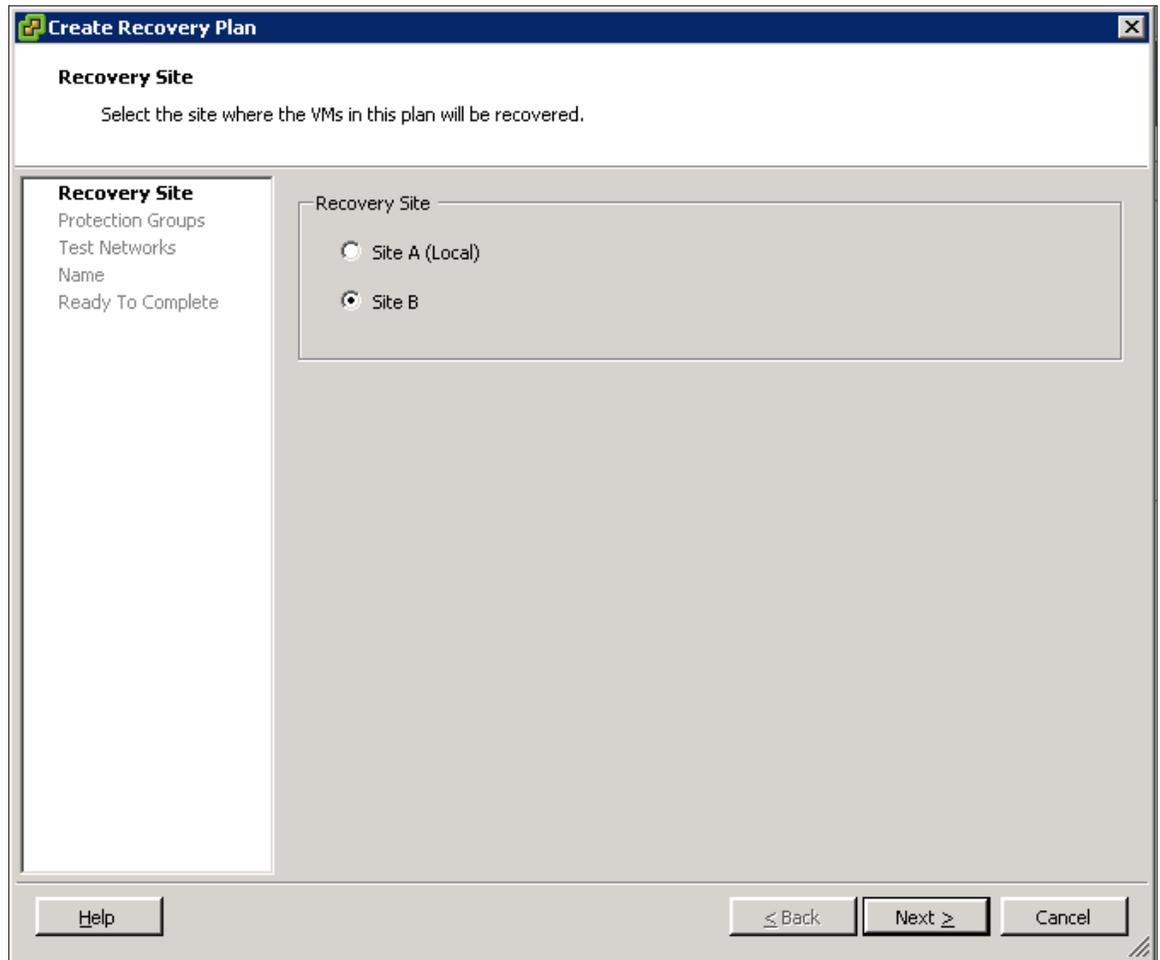 Create Recovery Plan
Recovery Site
Select the site where the VMs in this plan will be recovered.
Recovery Site
Protection Groups
Test Networks
Name
Ready To Complete
Recovery Site
Site A (Local)
Site B
Help
< Back
Next >
Cancel